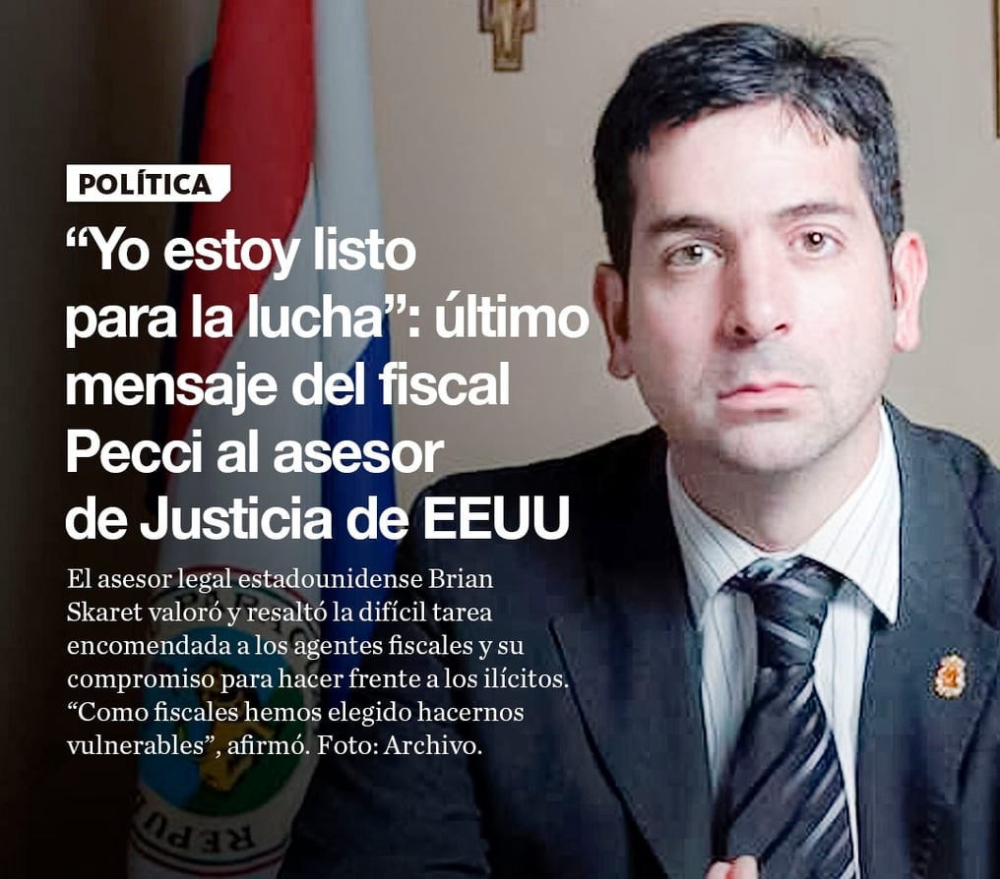 POLÍTICA
“Yo estoy listo
para la lucha”: último
mensaje del fiscal
Pecci al asesor
de Justicia de EEUU
El asesor legal estadounidense Brian
Skaret valoró y resaltó la difícil tarea
encomendada a los agentes fiscales y su
compromiso para hacer frente a los ilícitos.
“Como fiscales hemos elegido hacernos
vulnerables”, afirmó. Foto: Archivo.
REPU